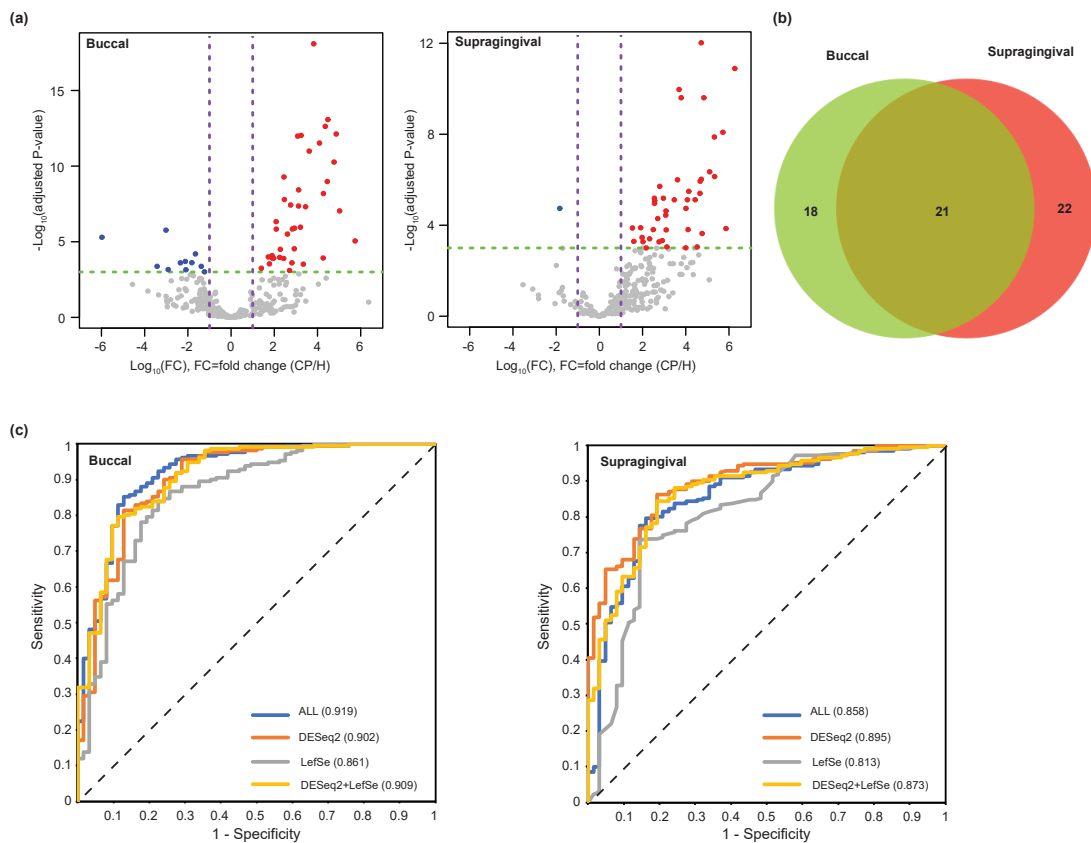 (a)
Buccal
-Log10(adjusted P-value)
15
10
5
0
-6 -4 -2 0 2 4 6
Log10(FC), FC=fold change (CP/H)
Supragingival
-Log10(adjusted P-value)
12
8
4
0
-6 -4 -2 0 2 4 6
Log10(FC), FC=fold change (CP/H)
(b)
Buccal
Supragingival
18
21
22
(c)
Buccal
Sensitivity
1
0.9
0.8
0.7
0.6
0.5
0.4
0.3
0.2
0.1
0
0.1 0.2 0.3 0.4 0.5 0.6 0.7 0.8 0.9 1
1 - Specificity
ALL (0.919)
DESeq2 (0.902)
LefSe (0.861)
DESeq2+LefSe (0.909)
Supragingival
Sensitivity
1
0.9
0.8
0.7
0.6
0.5
0.4
0.3
0.2
0.1
0
0.1 0.2 0.3 0.4 0.5 0.6 0.7 0.8 0.9 1
1 - Specificity
ALL (0.858)
DESeq2 (0.895)
LefSe (0.813)
DESeq2+LefSe (0.873)